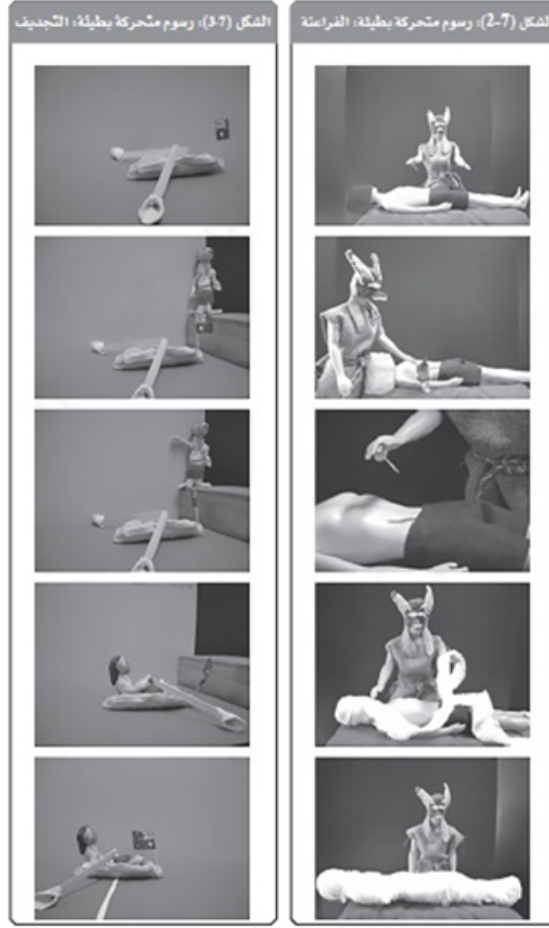 الشكل (7-2): رسوم متحركة بطيئة: الفراعنة
الشكل (7-3): رسوم متحركة بطيئة: التجديف